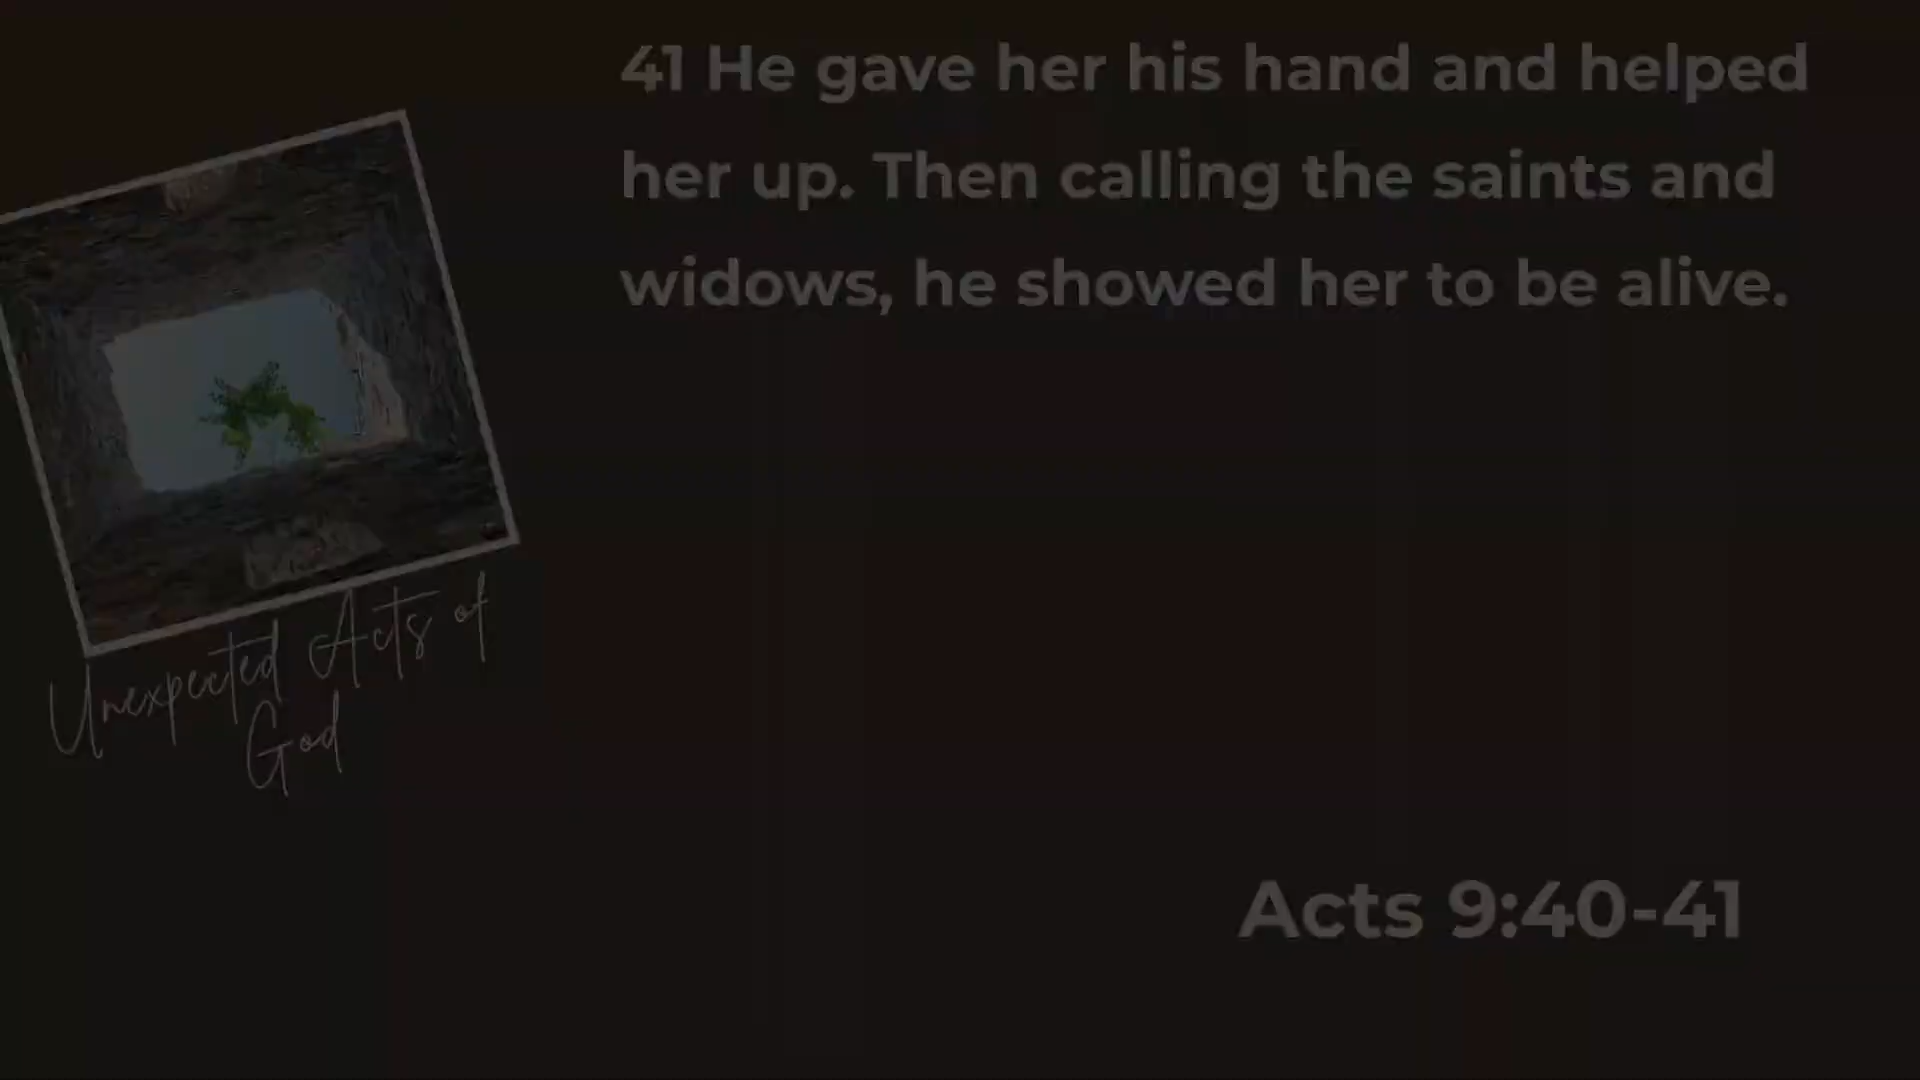 41 He gave her his hand and helped
her up. Then calling the saints and
widows, he showed her to be alive.
Unexpected Acts of
God
Acts 9:40-41